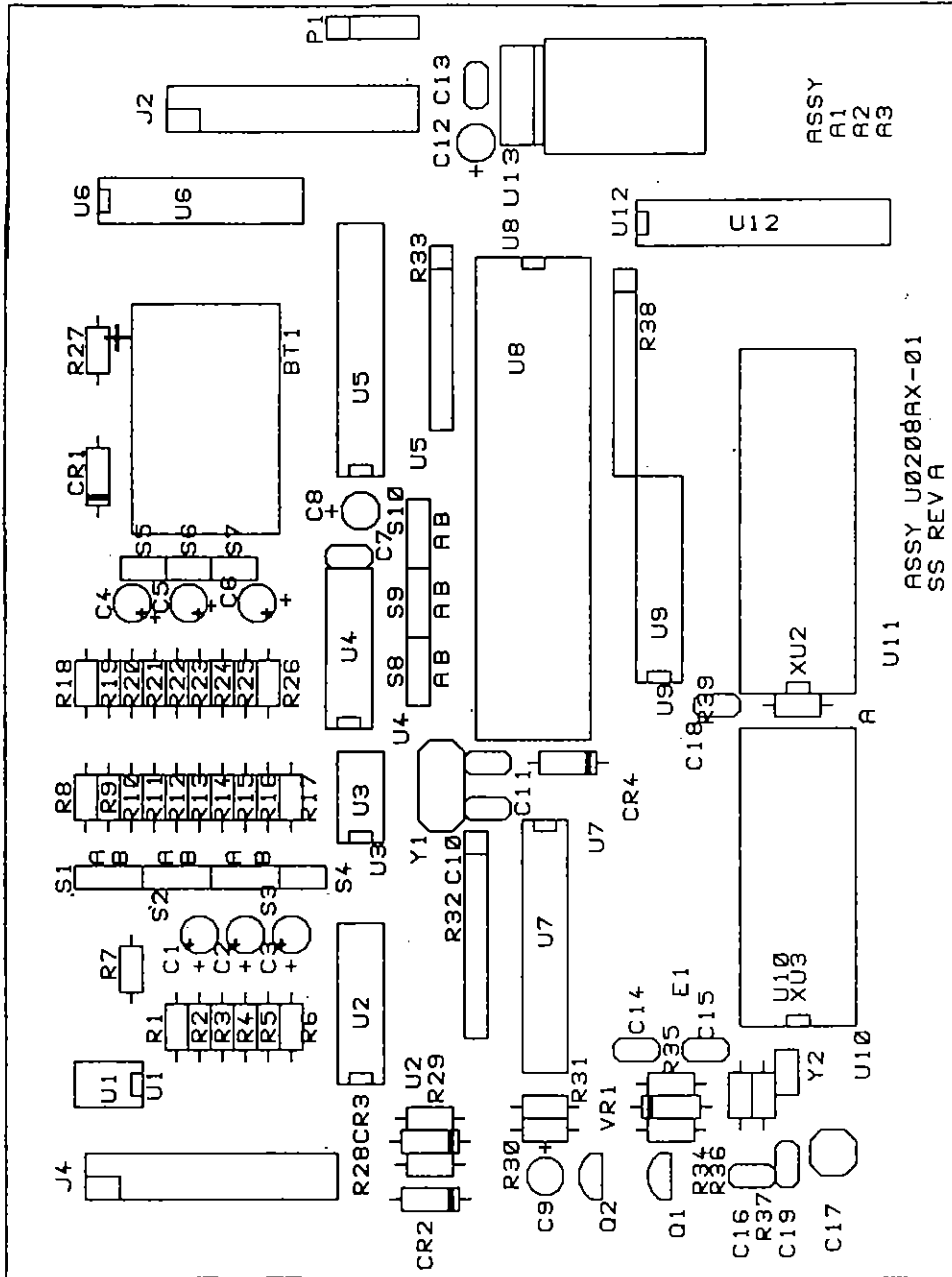 J4
U1
U1
R7
S1
A
B
S2
A
B
S3
A
B
S4
R1
R2
R3
R4
R5
R6
C1
+
C2
+
C3
+
R8
R9
R10
R11
R12
R13
R14
R15
R16
R17
R18
R19
R20
R21
R22
R23
R24
R25
R26
C4
+
C5
+
C6
+
S5
S6
S7
CR1
R27
+
BT1
U6
U6
J2
P1
R28
CR3
U2
U2
R29
CR2
U3
U3
U4
U4
C7
C8
+
U5
U5
S8
AB
S9
AB
S10
AB
R33
Y1
C10
C11
R32
CR4
U8
U8
U13
C12
+
C13
R30
R31
C9
+
Q2
U7
U7
VR1
Q1
R34
R36
R35
C14
E1
C15
U9
U9
R38
U12
U12
C18
R39
C16
R37
C19
C17
Y2
U10
U10
XU3
A
XU2
U11
ASSY U0208AX-01
SS REV A
ASSY
A1
A2
A3